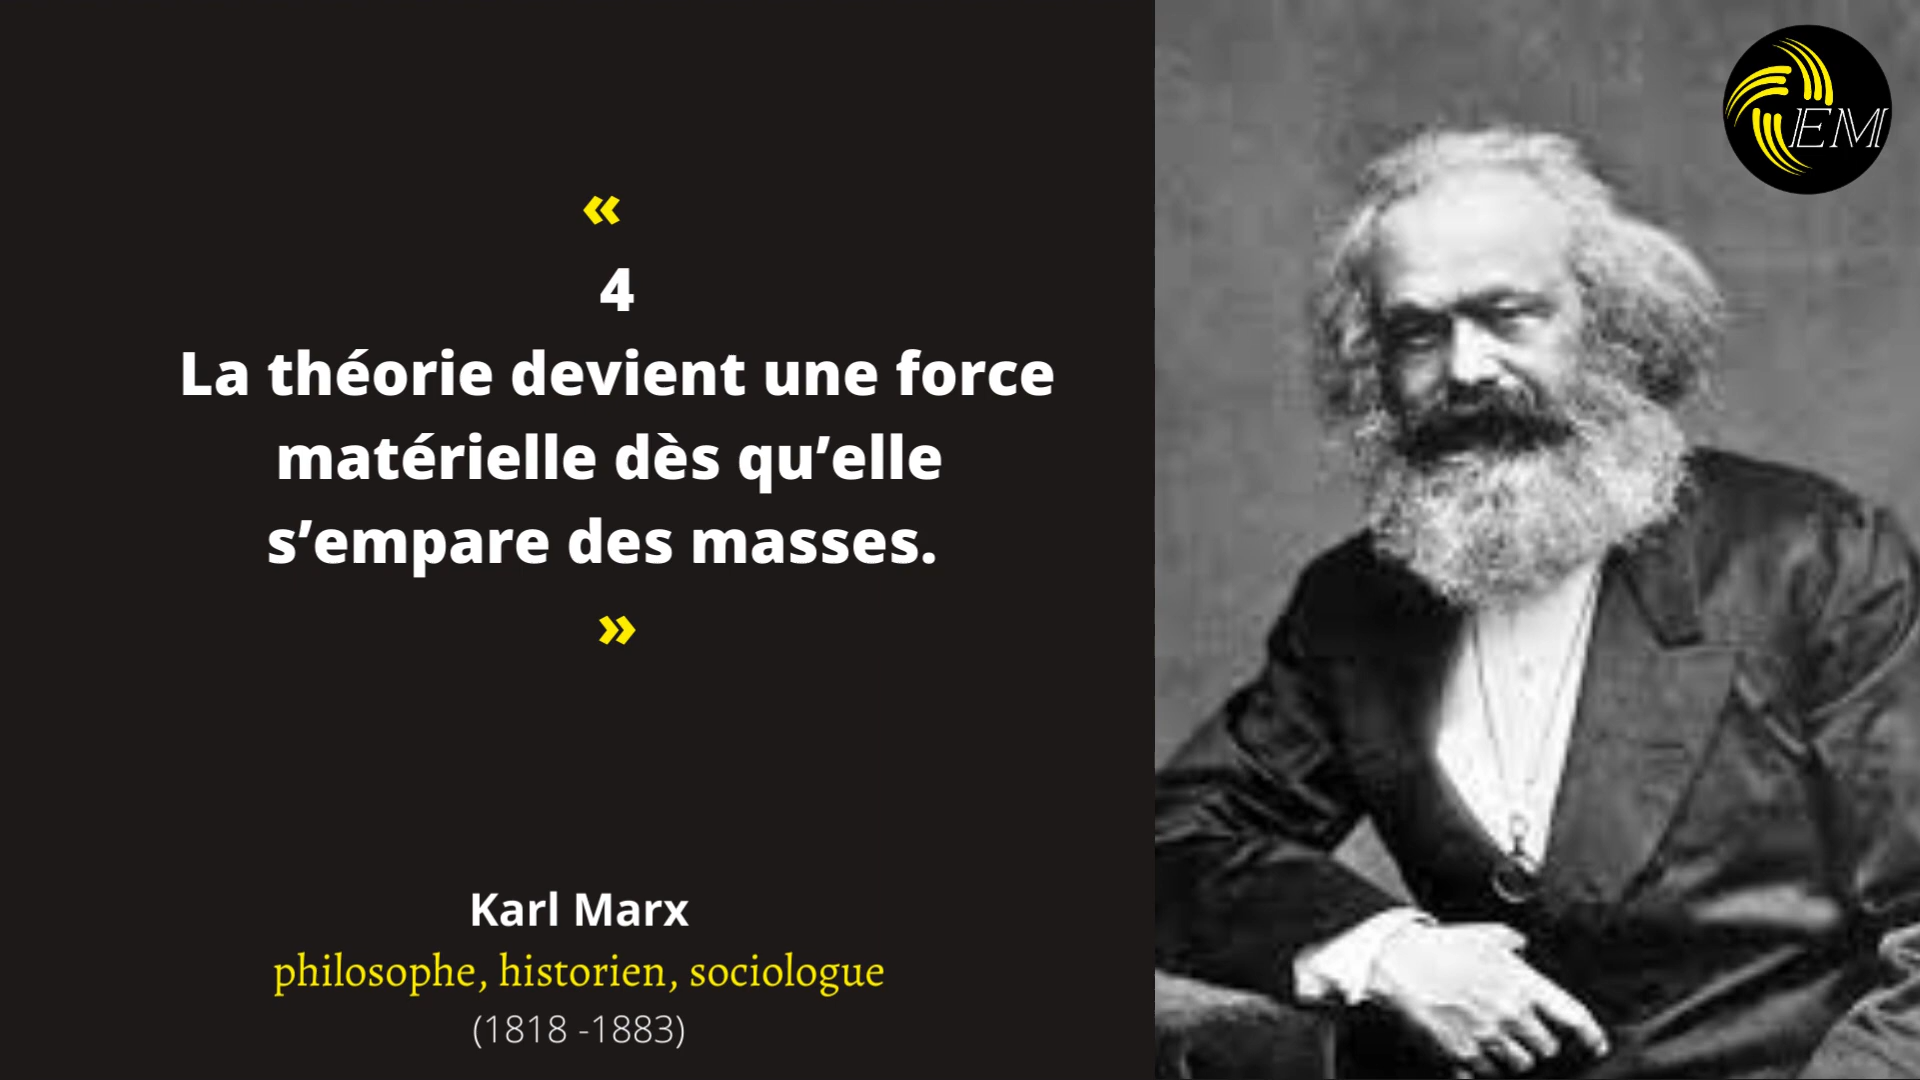 EM
«
4
La théorie devient une force
matérielle dès qu’elle
s’empare des masses.
»
Karl Marx
philosophe, historien, sociologue
(1818 -1883)